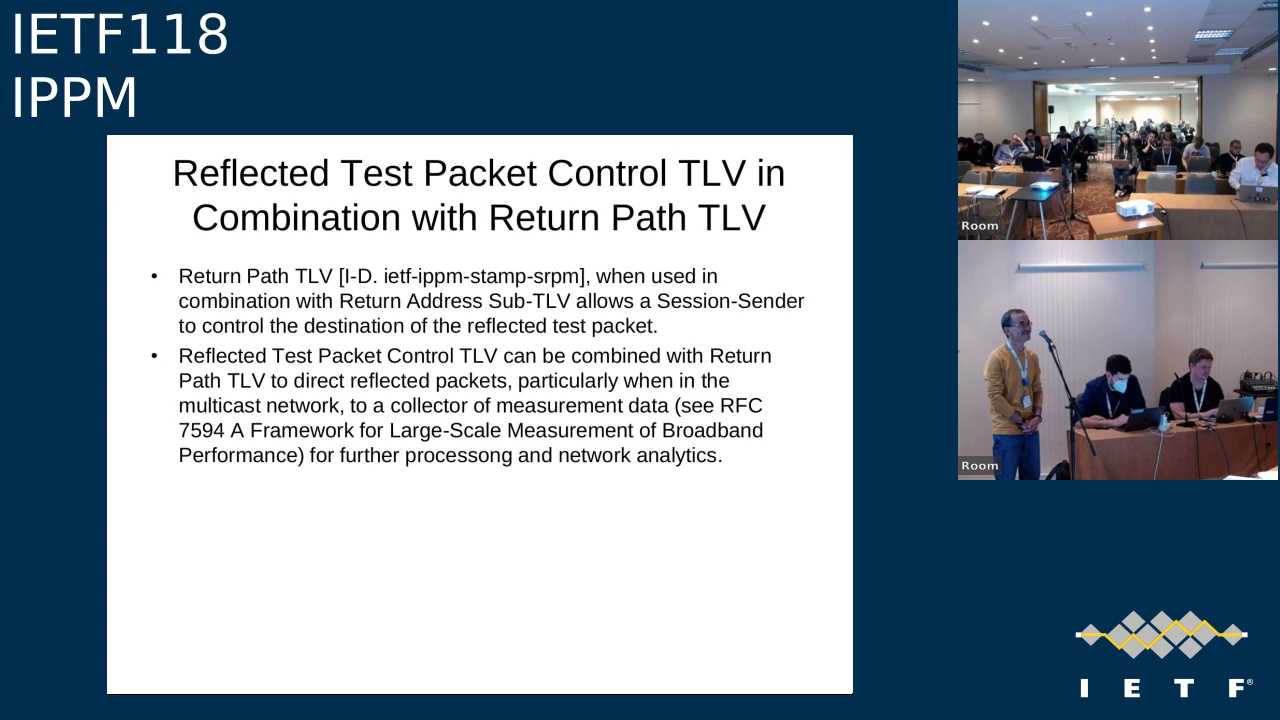 IETF118
IPPM
Reflected Test Packet Control TLV in
Combination with Return Path TLV
• Return Path TLV [I-D. ietf-ippm-stamp-srpm], when used in
combination with Return Address Sub-TLV allows a Session-Sender
to control the destination of the reflected test packet.
• Reflected Test Packet Control TLV can be combined with Return
Path TLV to direct reflected packets, particularly when in the
multicast network, to a collector of measurement data (see RFC
7594 A Framework for Large-Scale Measurement of Broadband
Performance) for further processong and network analytics.
Room
Room
I E T F®